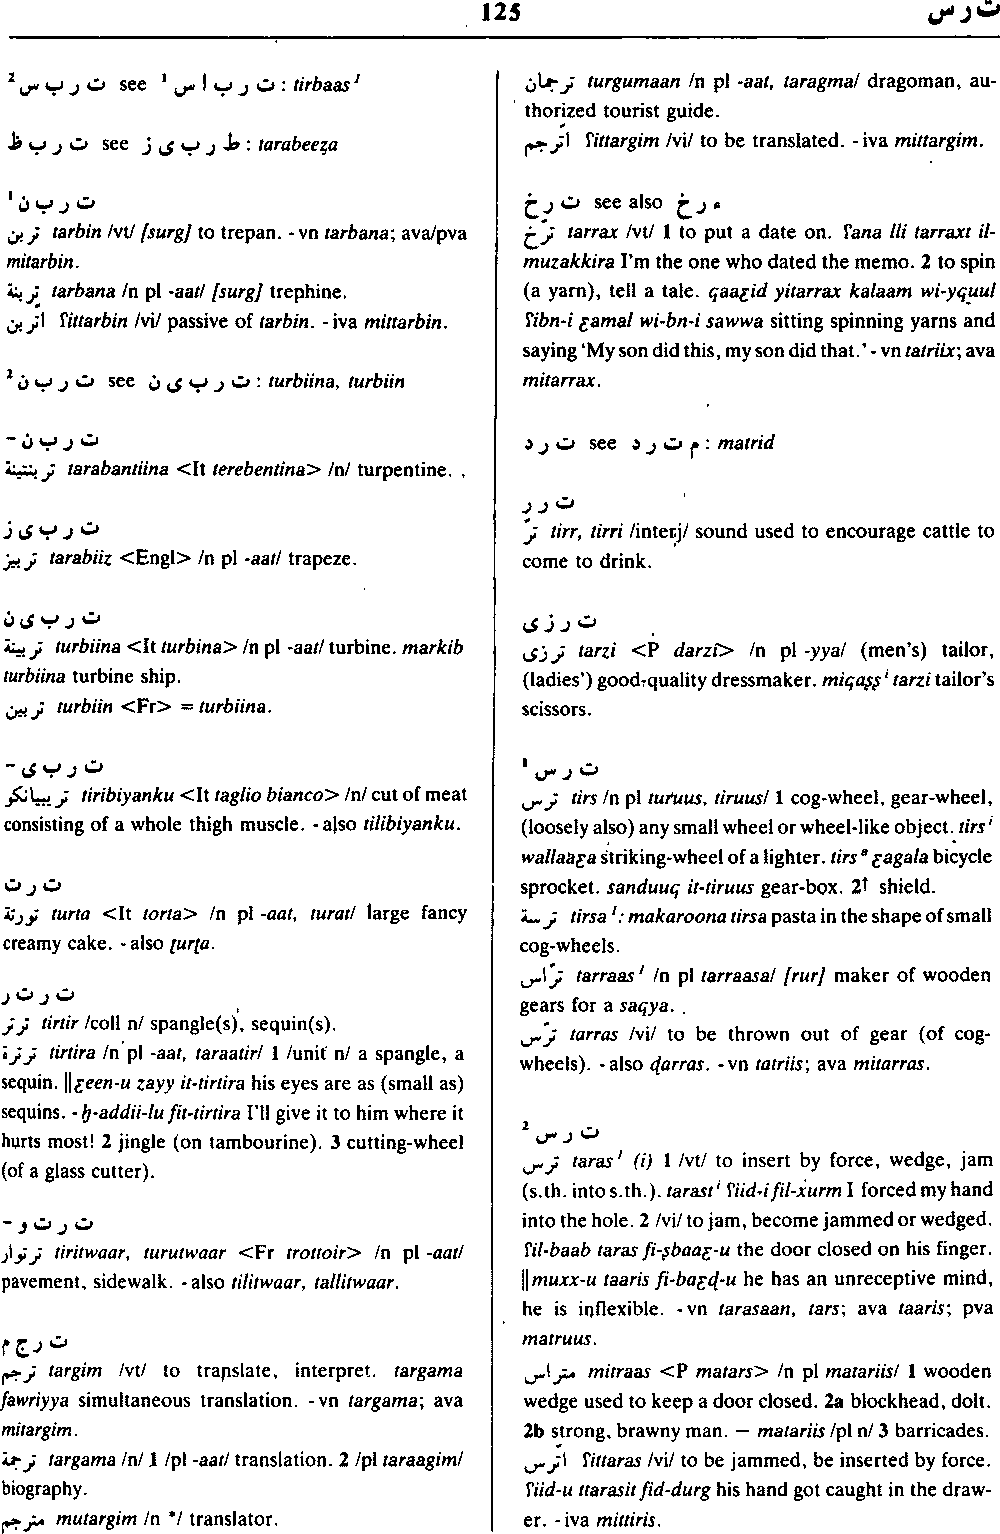 125
ت ر س
ت ر ب س ² see ت ر ب ا س ¹ : tirbaas¹
ت ر ب ظ see ط ر ب ى ز : tarabeeẓa
ت ر ب ن ¹
تربن tarbin /vt/ [surg] to trepan. - vn tarbana; ava/pva
mitarbin.
تربنة tarbana /n pl -aat/ [surg] trephine.
اتربن ʕittarbin /vi/ passive of tarbin. - iva mittarbin.
ت ر ب ن ² see ت ر ب ى ن : turbiina, turbiin
ت ر ب ن -
تربنتينة tarabantiina <It terebentina> /n/ turpentine.
ت ر ب ى ز
تربيز tarabiiz <Engl> /n pl -aat/ trapeze.
ت ر ب ى ن
تربينة turbiina <It turbina> /n pl -aat/ turbine. markib
turbiina turbine ship.
تربين turbiin <Fr> = turbiina.
ت ر ب ى -
تربيانكو tiribiyanku <It taglio bianco> /n/ cut of meat
consisting of a whole thigh muscle. - also tilibiyanku.
ت ر ت
تورتة turta <It torta> /n pl -aat, turat/ large fancy
creamy cake. - also ṭurṭa.
ت ر ت ر
ترتر tirtir /coll n/ spangle(s), sequin(s).
ترترة tirtira /n pl -aat, taraatir/ 1 /unit n/ a spangle, a
sequin. ‖ ƹeen-u zayy it-tirtira his eyes are as (small as)
sequins. - ḥ-addii-lu fit-tirtira I'll give it to him where it
hurts most! 2 jingle (on tambourine). 3 cutting-wheel
(of a glass cutter).
ت ر ت و -
ترتوار tiritwaar, turutwaar <Fr trottoir> /n pl -aat/
pavement, sidewalk. - also tilitwaar, tallitwaar.
ت ر ج م
ترجم targim /vt/ to translate, interpret. targama
fawriyya simultaneous translation. - vn targama; ava
mitargim.
ترجمة targama /n/ 1 /pl -aat/ translation. 2 /pl taraagim/
biography.
مترجم mutargim /n */ translator.
ترجمان turgumaan /n pl -aat, taragma/ dragoman, au-
thorized tourist guide.
اترجم ʕittargim /vi/ to be translated. - iva mittargim.
ت ر خ see also ء ر خ
ترّخ tarrax /vt/ 1 to put a date on. ʕana lli tarraxt il-
muzakkira I'm the one who dated the memo. 2 to spin
(a yarn), tell a tale. qaaƹid yitarrax kalaam wi-yquul
ʕibn-i ƹamal wi-bn-i sawwa sitting spinning yarns and
saying 'My son did this, my son did that.' - vn tatriix; ava
mitarrax.
ت ر د see م ت ر د : matrid
ت ر ر
ترّ tirr, tirri /interj/ sound used to encourage cattle to
come to drink.
ت ر ز ى
ترزى tarzi <P darzī> /n pl -yya/ (men's) tailor,
(ladies') good-quality dressmaker. miqaṣṣⁱ tarzi tailor's
scissors.
ت ر س ¹
ترس tirs /n pl turuus, tiruus/ 1 cog-wheel, gear-wheel,
(loosely also) any small wheel or wheel-like object. tirsⁱ
wallaaƹa striking-wheel of a lighter. tirsᵃ ƹagala bicycle
sprocket. sanduuq it-tiruus gear-box. 2↑ shield.
ترسة tirsa¹: makaroona tirsa pasta in the shape of small
cog-wheels.
ترّاس tarraas¹ /n pl tarraasa/ [rur] maker of wooden
gears for a saqya.
ترّس tarras /vi/ to be thrown out of gear (of cog-
wheels). - also ḍarras. - vn tatriis; ava mitarras.
ت ر س ²
ترس taras¹ (i) 1 /vt/ to insert by force, wedge, jam
(s.th. into s.th.). tarastⁱ ʕiid-i fil-xurm I forced my hand
into the hole. 2 /vi/ to jam, become jammed or wedged.
ʕil-baab taras fi-ṣbaaƹ-u the door closed on his finger.
‖ muxx-u taaris fi-baƹḍ-u he has an unreceptive mind,
he is inflexible. - vn tarasaan, tars; ava taaris; pva
matruus.
متراس mitraas <P matars> /n pl matariis/ 1 wooden
wedge used to keep a door closed. 2a blockhead, dolt.
2b strong, brawny man. — matariis /pl n/ 3 barricades.
اترس ʕittaras /vi/ to be jammed, be inserted by force.
ʕiid-u ttarasit fid-durg his hand got caught in the draw-
er. - iva mittiris.